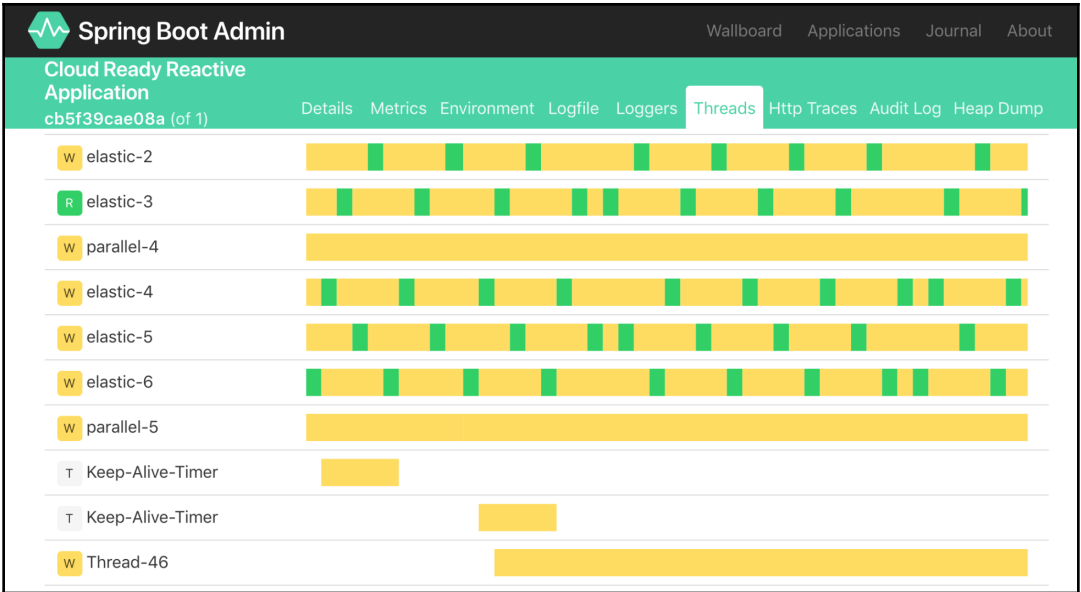 Spring Boot Admin
Wallboard Applications Journal About
Cloud Ready Reactive
Application
cb5f39cae08a (of 1)
Details Metrics Environment Logfile Loggers Threads Http Traces Audit Log Heap Dump
W elastic-2
R elastic-3
W parallel-4
W elastic-4
W elastic-5
W elastic-6
W parallel-5
T Keep-Alive-Timer
T Keep-Alive-Timer
W Thread-46